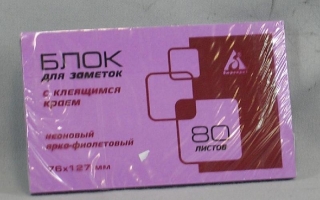 БЛОК
ДЛЯ ЗАМЕТОК
С КЛЕЯЩИМСЯ
КРАЕМ
НЕОНОВЫЙ
ЯРКО-ФИОЛЕТОВЫЙ
76x127 мм
80
ЛИСТОВ